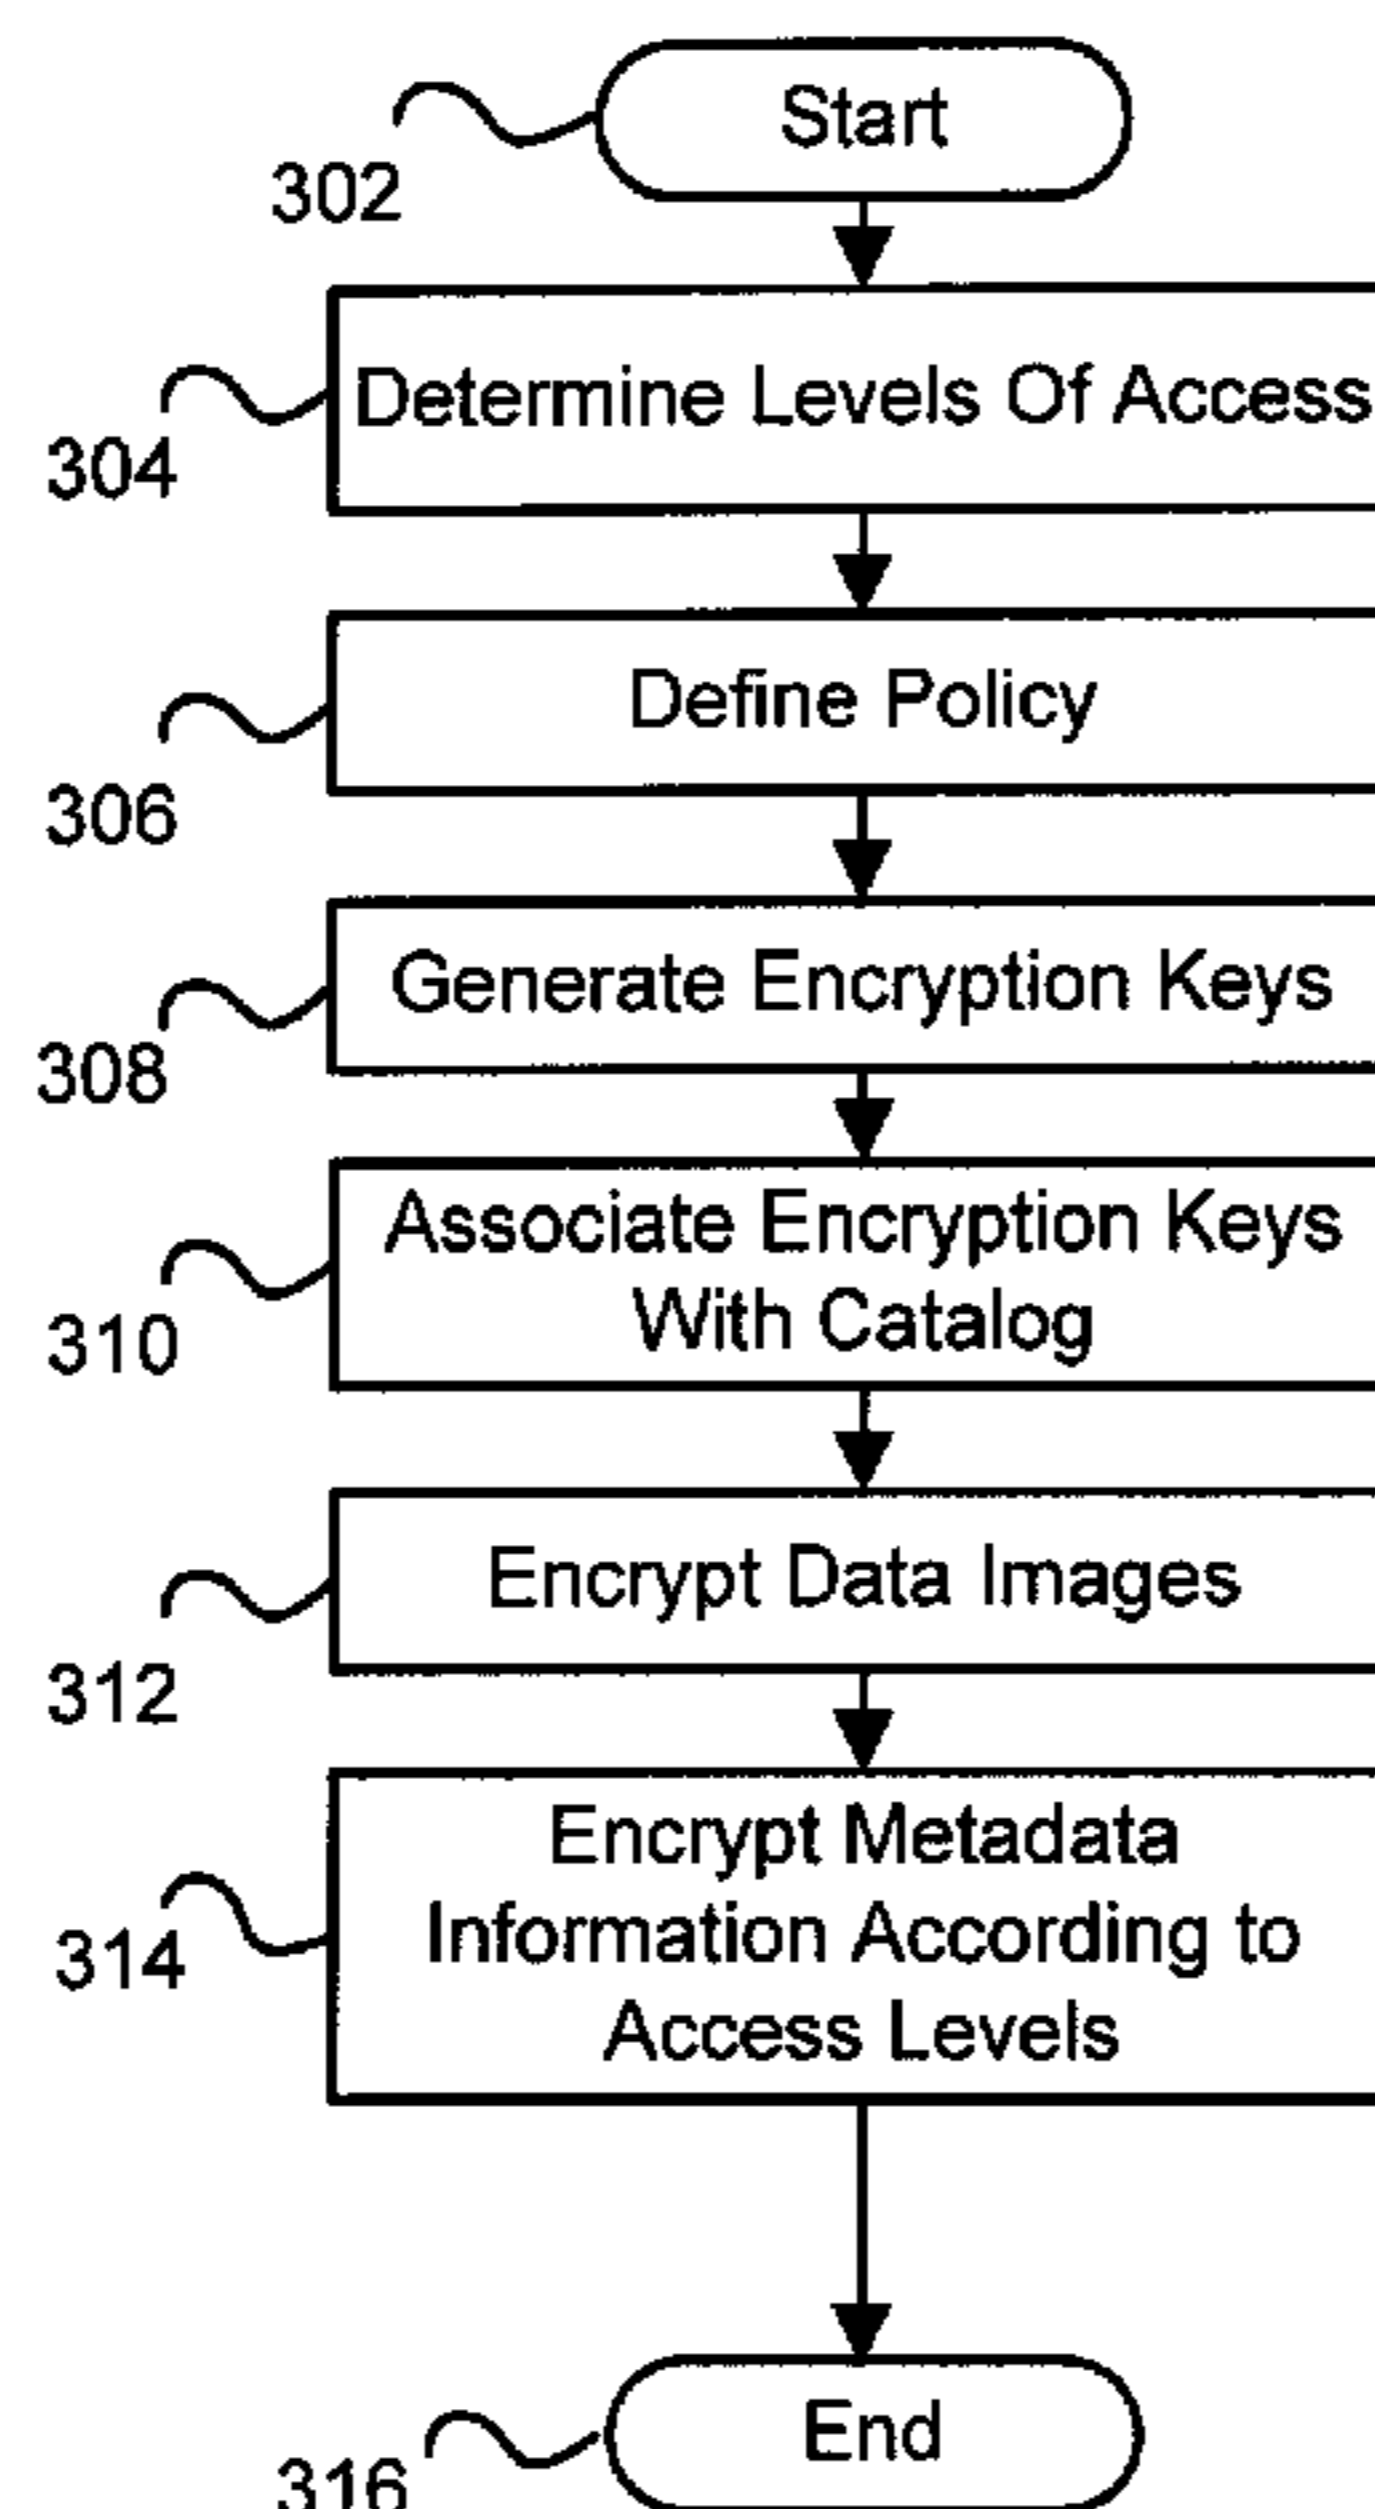 Start
302
Determine Levels Of Access
304
Define Policy
306
Generate Encryption Keys
308
Associate Encryption Keys
With Catalog
310
Encrypt Data Images
312
Encrypt Metadata
Information According to
Access Levels
314
End
316